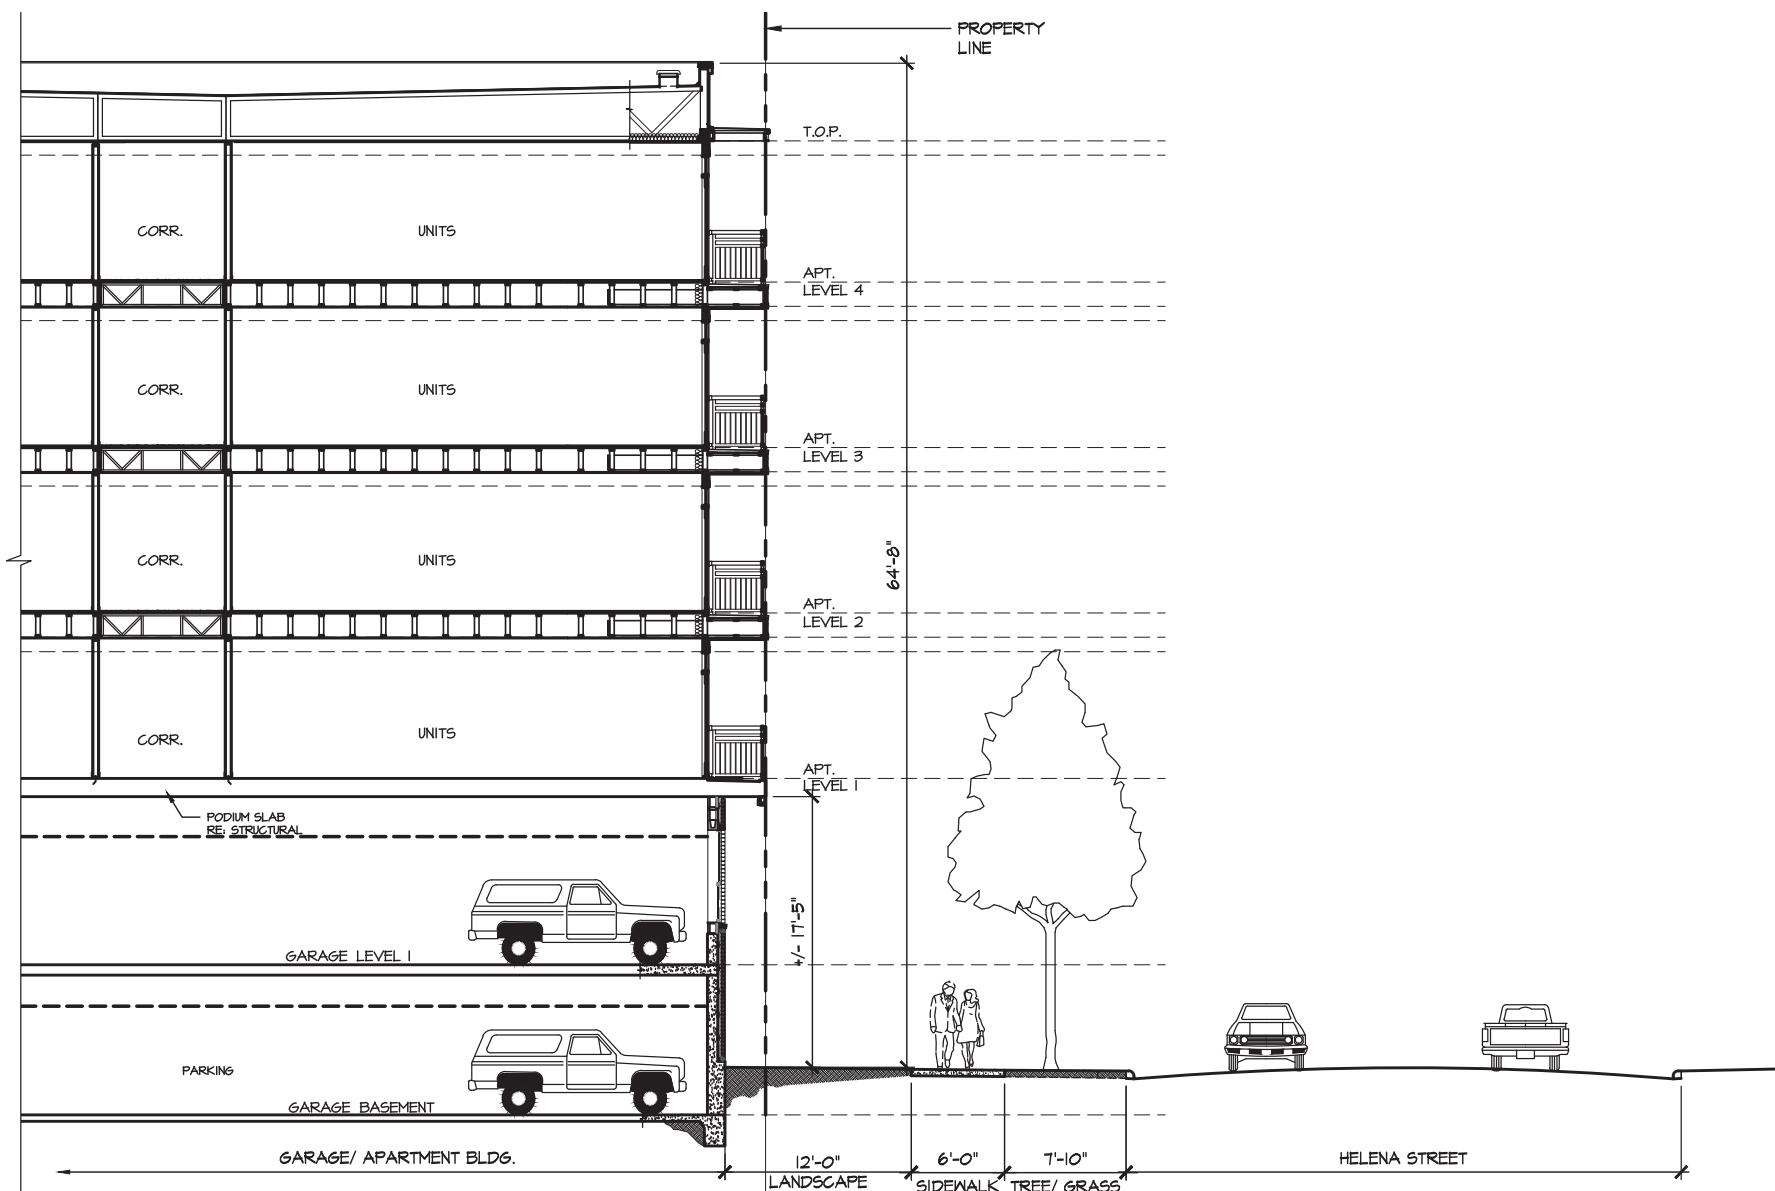 PROPERTY
LINE
T.O.P.
CORR.
UNITS
APT.
LEVEL 4
CORR.
UNITS
APT.
LEVEL 3
64'-8"
CORR.
UNITS
APT.
LEVEL 2
CORR.
UNITS
APT.
LEVEL 1
PODIUM SLAB
RE: STRUCTURAL
+/- 17'-5"
GARAGE LEVEL 1
PARKING
GARAGE BASEMENT
GARAGE/ APARTMENT BLDG.
12'-0"
LANDSCAPE
6'-0"
SIDEWALK
7'-10"
TREE/ GRASS
HELENA STREET